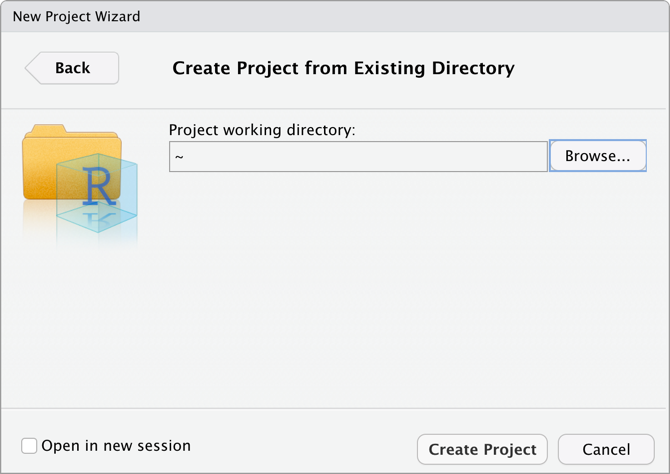 New Project Wizard
Back
Create Project from Existing Directory
R
Project working directory:
~
Browse...
Open in new session
Create Project
Cancel